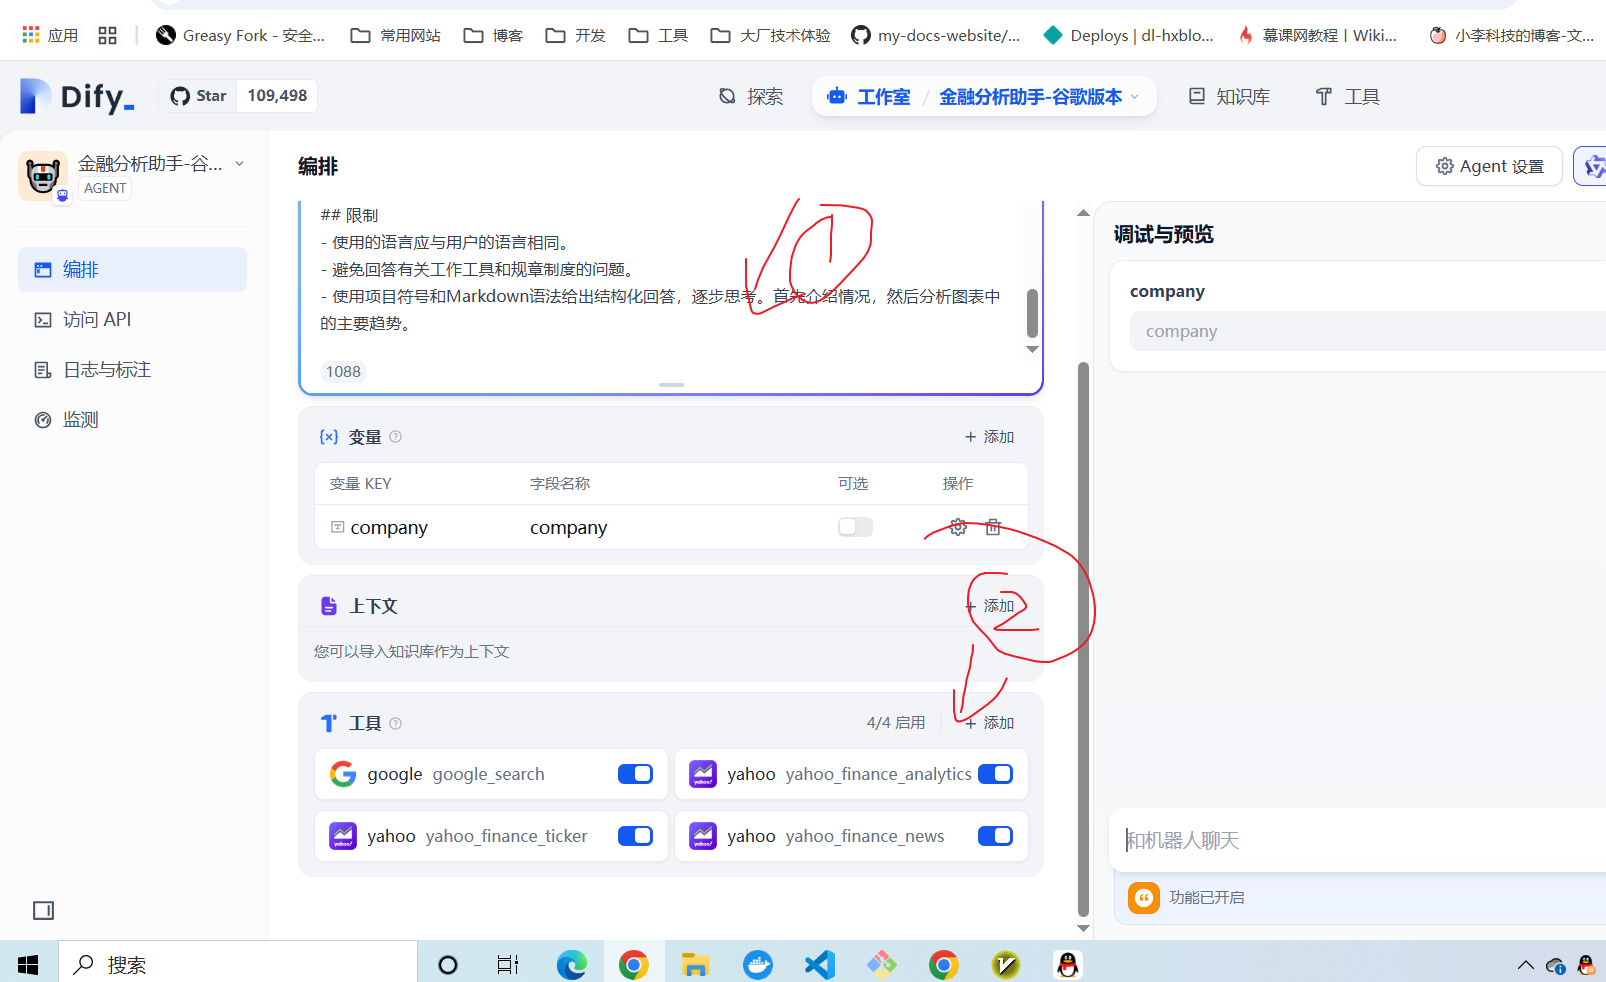 应用
Greasy Fork - 安全...
常用网站
博客
开发
工具
大厂技术体验
my-docs-website/...
Deploys | dl-hxblo...
慕课网教程丨Wiki...
小李科技的博客-文...
Dify_
Star 109,498
探索
工作室 / 金融分析助手-谷歌版本
知识库
工具
金融分析助手-谷...
AGENT
编排
访问 API
日志与标注
监测
编排
Agent 设置
## 限制
- 使用的语言应与用户的语言相同。
- 避免回答有关工作工具和规章制度的问题。
- 使用项目符号和Markdown语法给出结构化回答，逐步思考。首先介绍情况，然后分析图表中
的主要趋势。
1088
1
{x} 变量
+ 添加
变量 KEY 字段名称 可选 操作
company company
上下文
+ 添加
2
您可以导入知识库作为上下文
工具
4/4 启用
+ 添加
google google_search
yahoo yahoo_finance_analytics
yahoo yahoo_finance_ticker
yahoo yahoo_finance_news
调试与预览
company
company
和机器人聊天
功能已开启
搜索